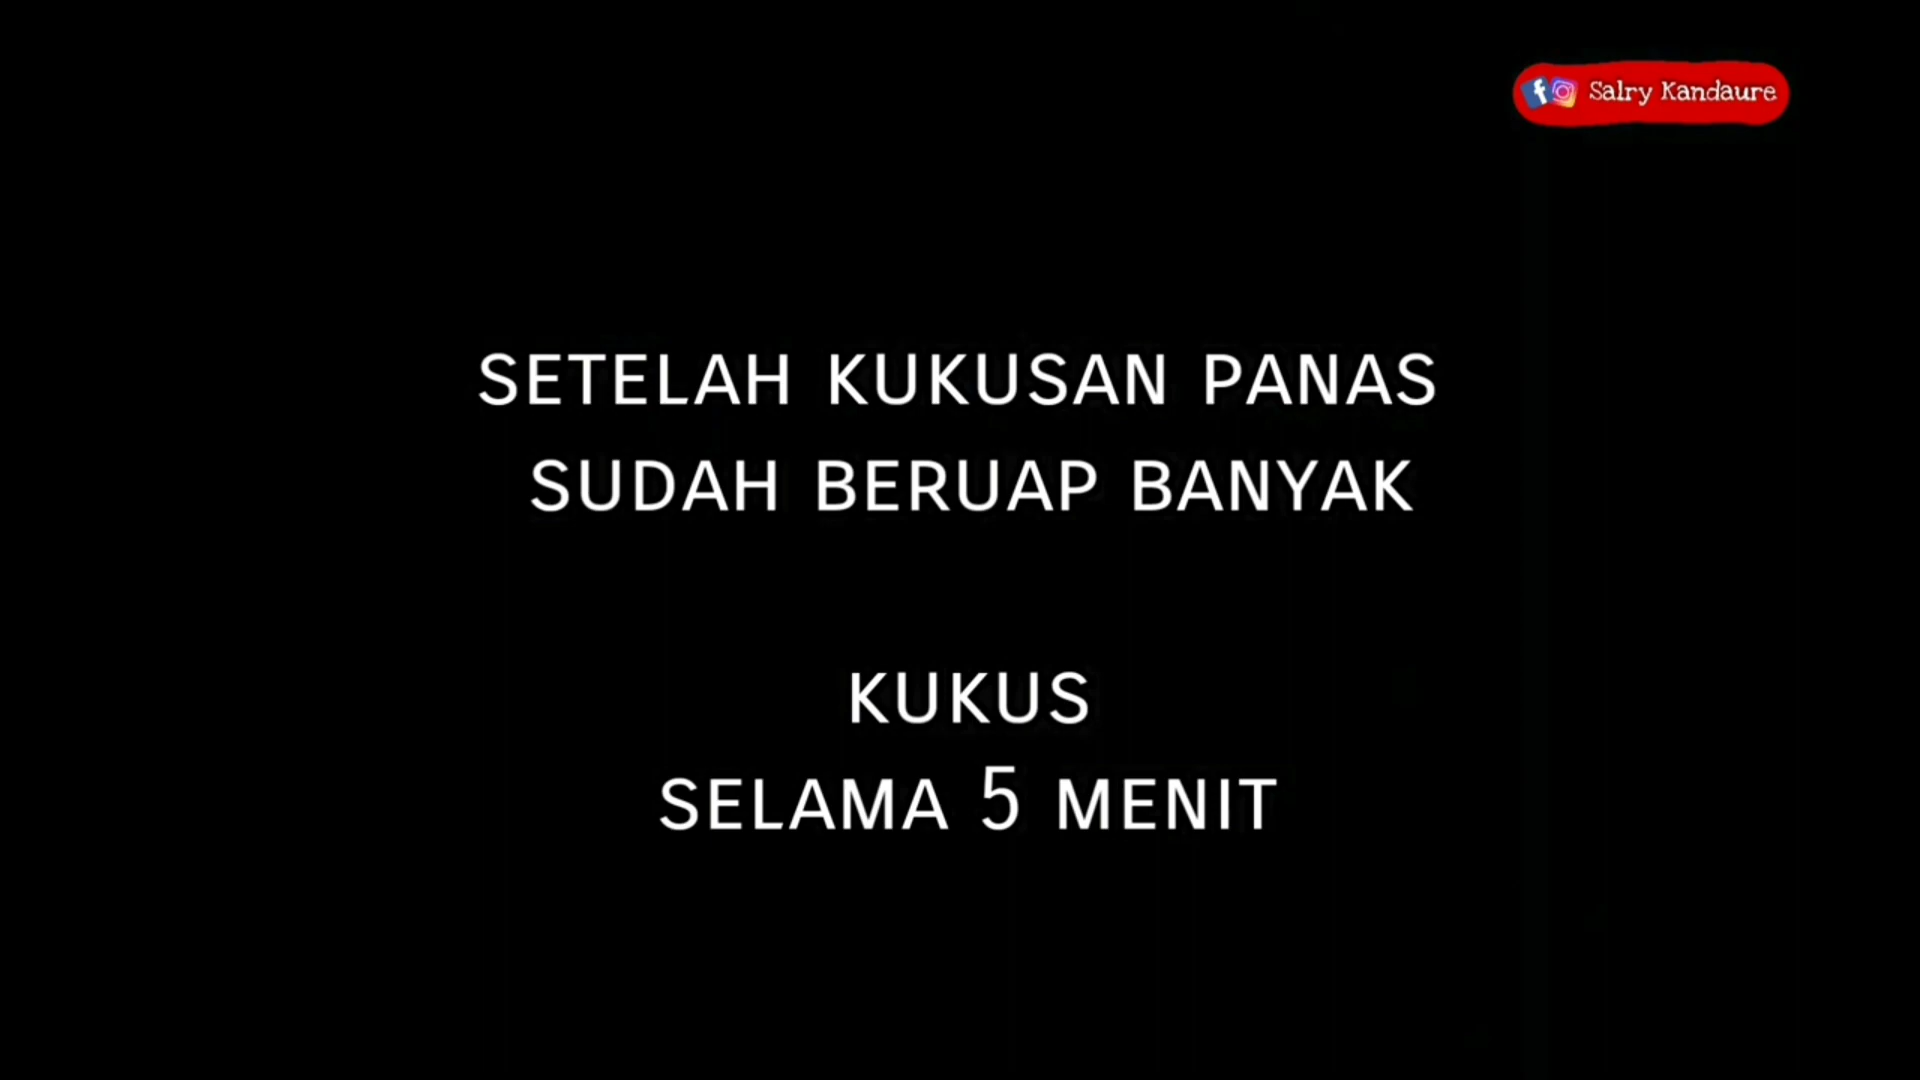 Salry Kandaure
SETELAH KUKUSAN PANAS
SUDAH BERUAP BANYAK
KUKUS
SELAMA 5 MENIT